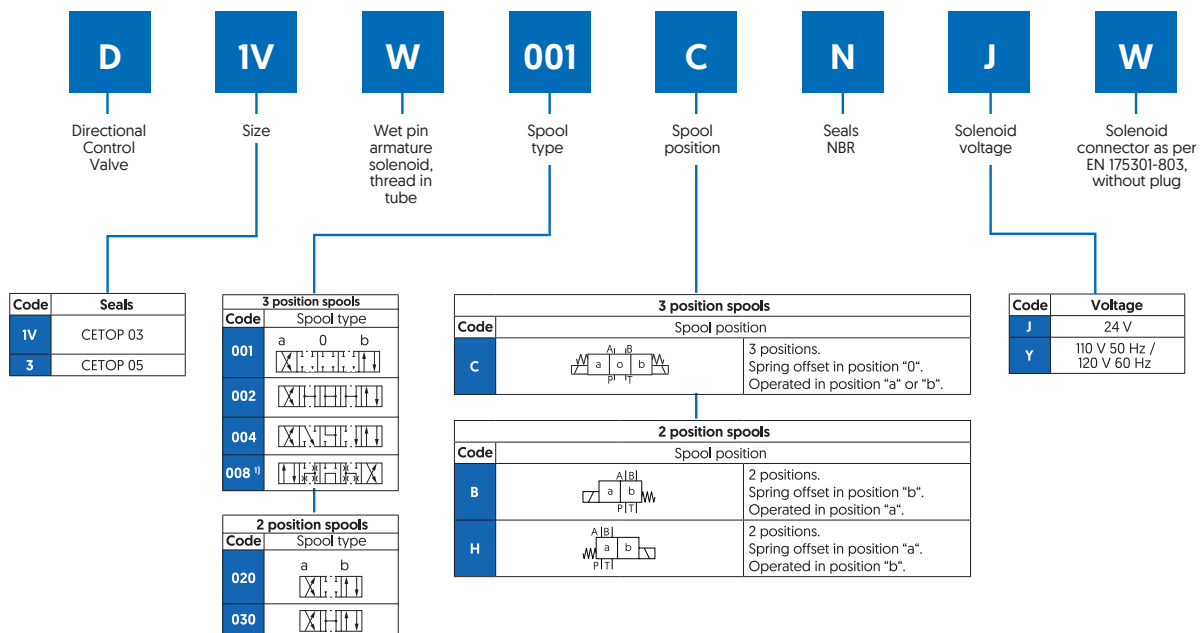 D 1V W 001 C N J W
Directional
Control
Valve
Size
Wet pin
armature
solenoid,
thread in
tube
Spool
type
Spool
position
Seals
NBR
Solenoid
voltage
Solenoid
connector as per
EN 175301-803,
without plug
Code Seals
1V CETOP 03
3 CETOP 05
3 position spools
Code Spool type
001 a 0 b
002
004
008 1)
2 position spools
Code Spool type
020 a b
030
3 position spools
Code Spool position
C
A B
a o b
P T
3 positions.
Spring offset in position "0".
Operated in position "a" or "b".
2 position spools
Code Spool position
B
A B
a b
P T
2 positions.
Spring offset in position "b".
Operated in position "a".
H
A B
a b
P T
2 positions.
Spring offset in position "a".
Operated in position "b".
Code Voltage
J 24 V
Y 110 V 50 Hz /
120 V 60 Hz